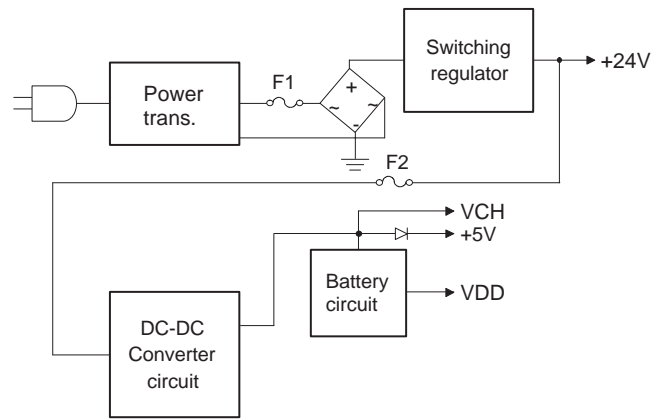 Switching
regulator
+24V
F1
Power
trans.
+
~
~
-
F2
VCH
+5V
Battery
circuit
VDD
DC-DC
Converter
circuit